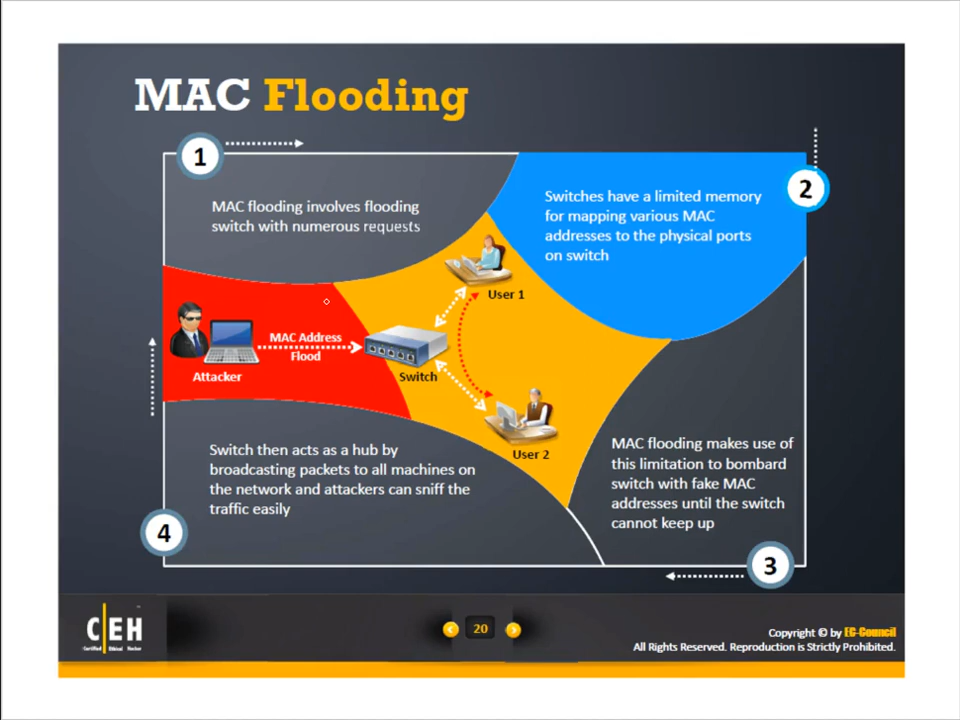 MAC Flooding
1
MAC flooding involves flooding
switch with numerous requests
2
Switches have a limited memory
for mapping various MAC
addresses to the physical ports
on switch
User 1
MAC Address
Flood
Attacker
Switch
User 2
MAC flooding makes use of
this limitation to bombard
switch with fake MAC
addresses until the switch
cannot keep up
3
Switch then acts as a hub by
broadcasting packets to all machines on
the network and attackers can sniff the
traffic easily
4
CEH
Certified Ethical Hacker
20
Copyright © by EC-Council
All Rights Reserved. Reproduction is Strictly Prohibited.